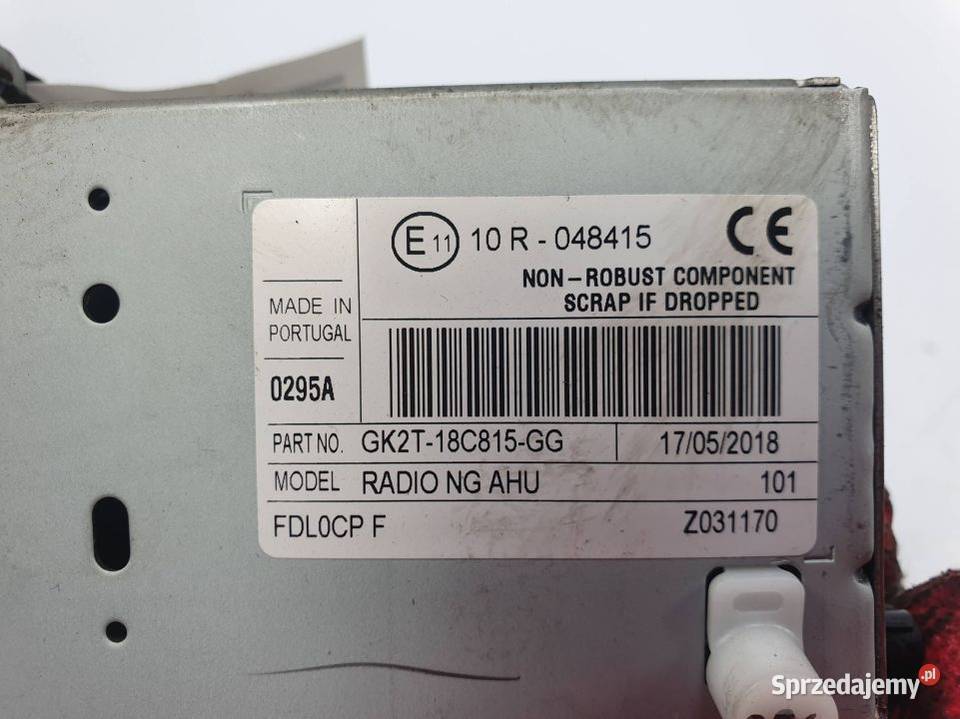 E 11 10 R - 048415 CE
NON-ROBUST COMPONENT
SCRAP IF DROPPED
MADE IN
PORTUGAL
0295A
PART NO. GK2T-18C815-GG 17/05/2018
MODEL RADIO NG AHU 101
FDL0CP F Z031170
Sprzedajemy.pl